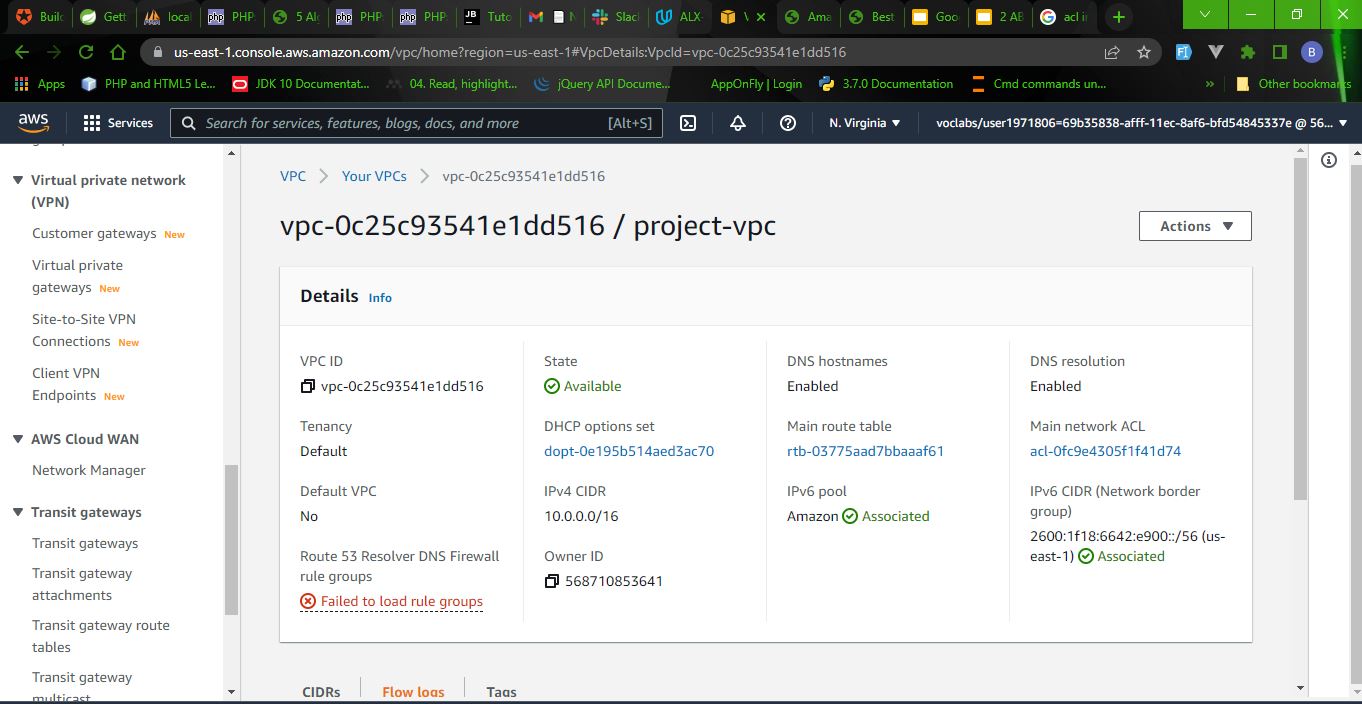 Build
Gett
local
PHP
5 Al
PHP
PHP
Tuto
N
Slac
ALX-
V
Ama
Best
Goo
2 AB
acl i
us-east-1.console.aws.amazon.com/vpc/home?region=us-east-1#VpcDetails:VpcId=vpc-0c25c93541e1dd516
B
Apps
PHP and HTML5 Le...
JDK 10 Documentat...
04. Read, highlight...
jQuery API Docume...
AppOnFly | Login
3.7.0 Documentation
Cmd commands un...
»
Other bookmarks
aws
Services
Search for services, features, blogs, docs, and more
[Alt+S]
N. Virginia
voclabs/user1971806=69b35838-afff-11ec-8af6-bfd54845337e @ 56...
Virtual private network
(VPN)
Customer gateways New
Virtual private
gateways New
Site-to-Site VPN
Connections New
Client VPN
Endpoints New
AWS Cloud WAN
Network Manager
Transit gateways
Transit gateways
Transit gateway
attachments
Transit gateway route
tables
Transit gateway
multicast
VPC
Your VPCs
vpc-0c25c93541e1dd516
vpc-0c25c93541e1dd516 / project-vpc
Actions
Details Info
VPC ID
vpc-0c25c93541e1dd516
State
Available
DNS hostnames
Enabled
DNS resolution
Enabled
Tenancy
Default
DHCP options set
dopt-0e195b514aed3ac70
Main route table
rtb-03775aad7bbaaaf61
Main network ACL
acl-0fc9e4305f1f41d74
Default VPC
No
IPv4 CIDR
10.0.0.0/16
IPv6 pool
Amazon Associated
IPv6 CIDR (Network border
group)
2600:1f18:6642:e900::/56 (us-
east-1) Associated
Route 53 Resolver DNS Firewall
rule groups
Failed to load rule groups
Owner ID
568710853641
CIDRs
Flow logs
Tags